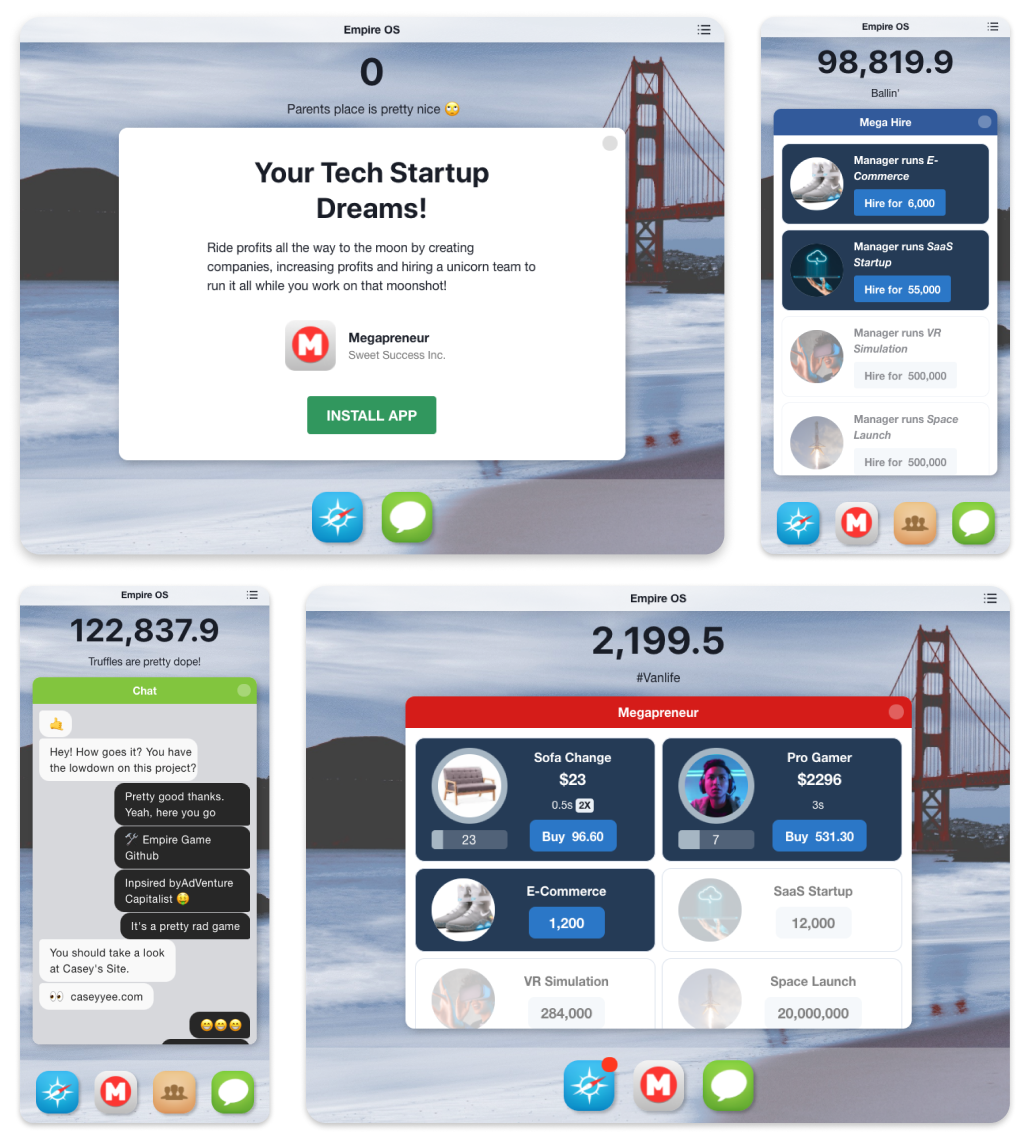 Empire OS
0
Parents place is pretty nice 🙄
Your Tech Startup
Dreams!
Ride profits all the way to the moon by creating
companies, increasing profits and hiring a unicorn team to
run it all while you work on that moonshot!
M
Megapreneur
Sweet Success Inc.
INSTALL APP
Empire OS
98,819.9
Ballin'
Mega Hire
Manager runs E-
Commerce
Hire for 6,000
Manager runs SaaS
Startup
Hire for 55,000
Manager runs VR
Simulation
Hire for 500,000
Manager runs Space
Launch
Hire for 500,000
M
Empire OS
122,837.9
Truffles are pretty dope!
Chat
🤙
Hey! How goes it? You have
the lowdown on this project?
Pretty good thanks.
Yeah, here you go
🛠 Empire Game
Github
Inpsired byAdVenture
Capitalist 🤑
It's a pretty rad game
You should take a look
at Casey's Site.
👀 caseyyee.com
😁😁😁
M
Empire OS
2,199.5
#Vanlife
Megapreneur
Sofa Change
$23
0.5s 2X
23
Buy 96.60
Pro Gamer
$2296
3s
7
Buy 531.30
E-Commerce
1,200
SaaS Startup
12,000
VR Simulation
284,000
Space Launch
20,000,000
M